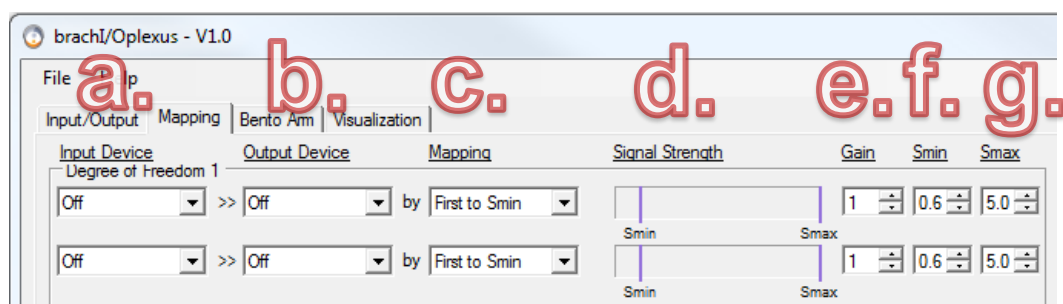 brachI/Oplexus - V1.0
File Help
a. b. c. d. e. f. g.
Input/Output Mapping Bento Arm Visualization
Input Device Output Device Mapping Signal Strength Gain Smin Smax
Degree of Freedom 1
Off >> Off by First to Smin 1 0.6 5.0
Smin Smax
Off >> Off by First to Smin 1 0.6 5.0
Smin Smax